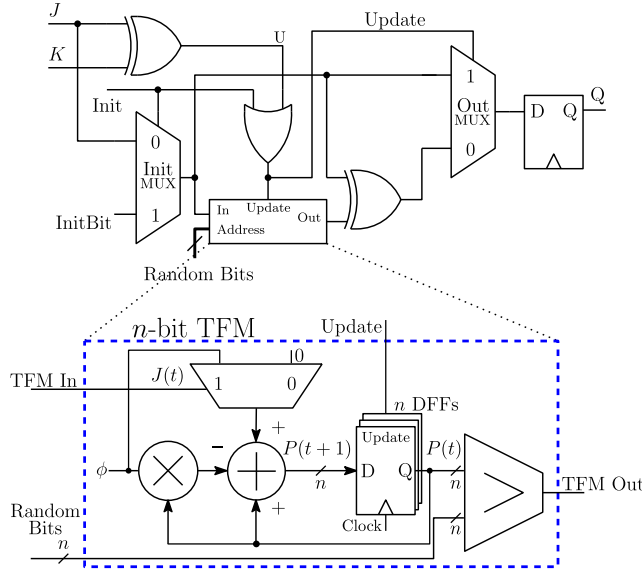 J
Update
K
U
Q
Init
1
Out
MUX
D Q
0
Init
MUX
0
1
InitBit
In Update Out
Address
Random Bits
n-bit TFM
Update
0
TFM In
J(t)
1 0
n DFFs
+
Update
P(t+1)
P(t)
ϕ
−
D Q
n
n
>
TFM Out
+
Random
Bits
n
Clock
n